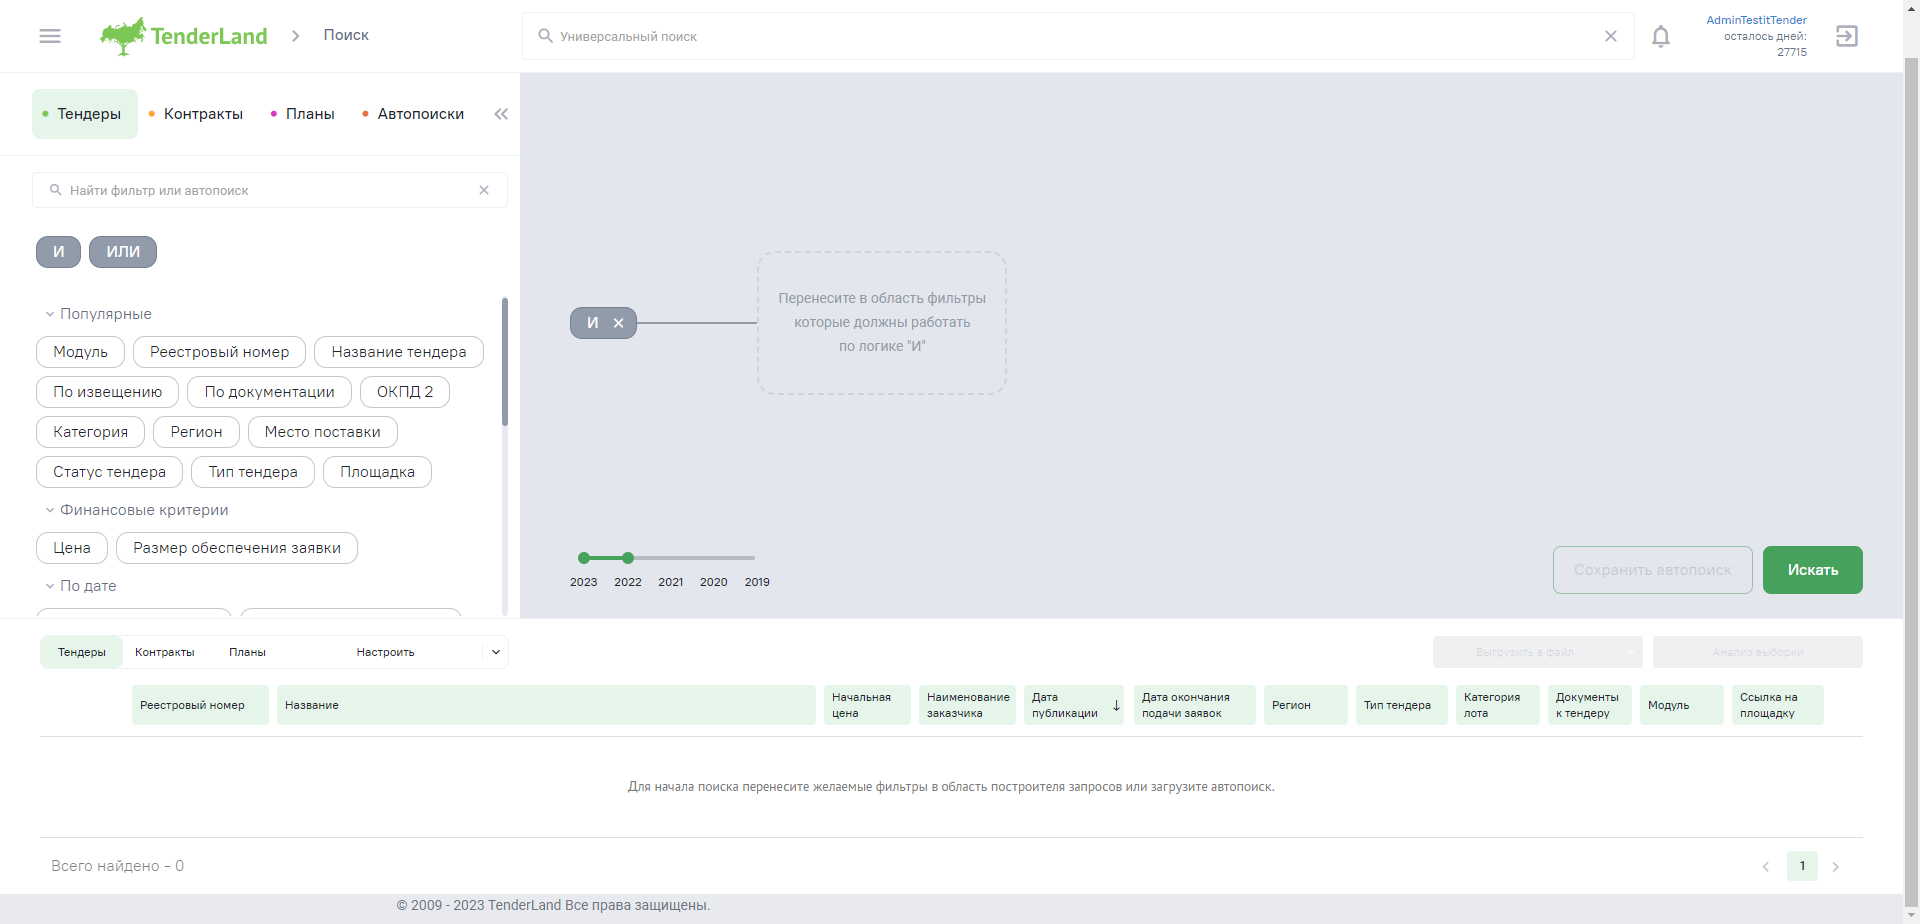 TenderLand
Поиск
Универсальный поиск
AdminTestitTender
осталось дней:
27715
Тендеры
Контракты
Планы
Автопоиски
Найти фильтр или автопоиск
И
ИЛИ
Популярные
Модуль
Реестровый номер
Название тендера
По извещению
По документации
ОКПД 2
Категория
Регион
Место поставки
Статус тендера
Тип тендера
Площадка
Финансовые критерии
Цена
Размер обеспечения заявки
По дате
И
Перенесите в область фильтры
которые должны работать
по логике "И"
2023 2022 2021 2020 2019
Сохранить автопоиск
Искать
Тендеры
Контракты
Планы
Настроить
Выгрузить в файл
Анализ выборки
Реестровый номер
Название
Начальная
цена
Наименование
заказчика
Дата
публикации
Дата окончания
подачи заявок
Регион
Тип тендера
Категория
лота
Документы
к тендеру
Модуль
Ссылка на
площадку
Для начала поиска перенесите желаемые фильтры в область построителя запросов или загрузите автопоиск.
Всего найдено - 0
1
© 2009 - 2023 TenderLand Все права защищены.